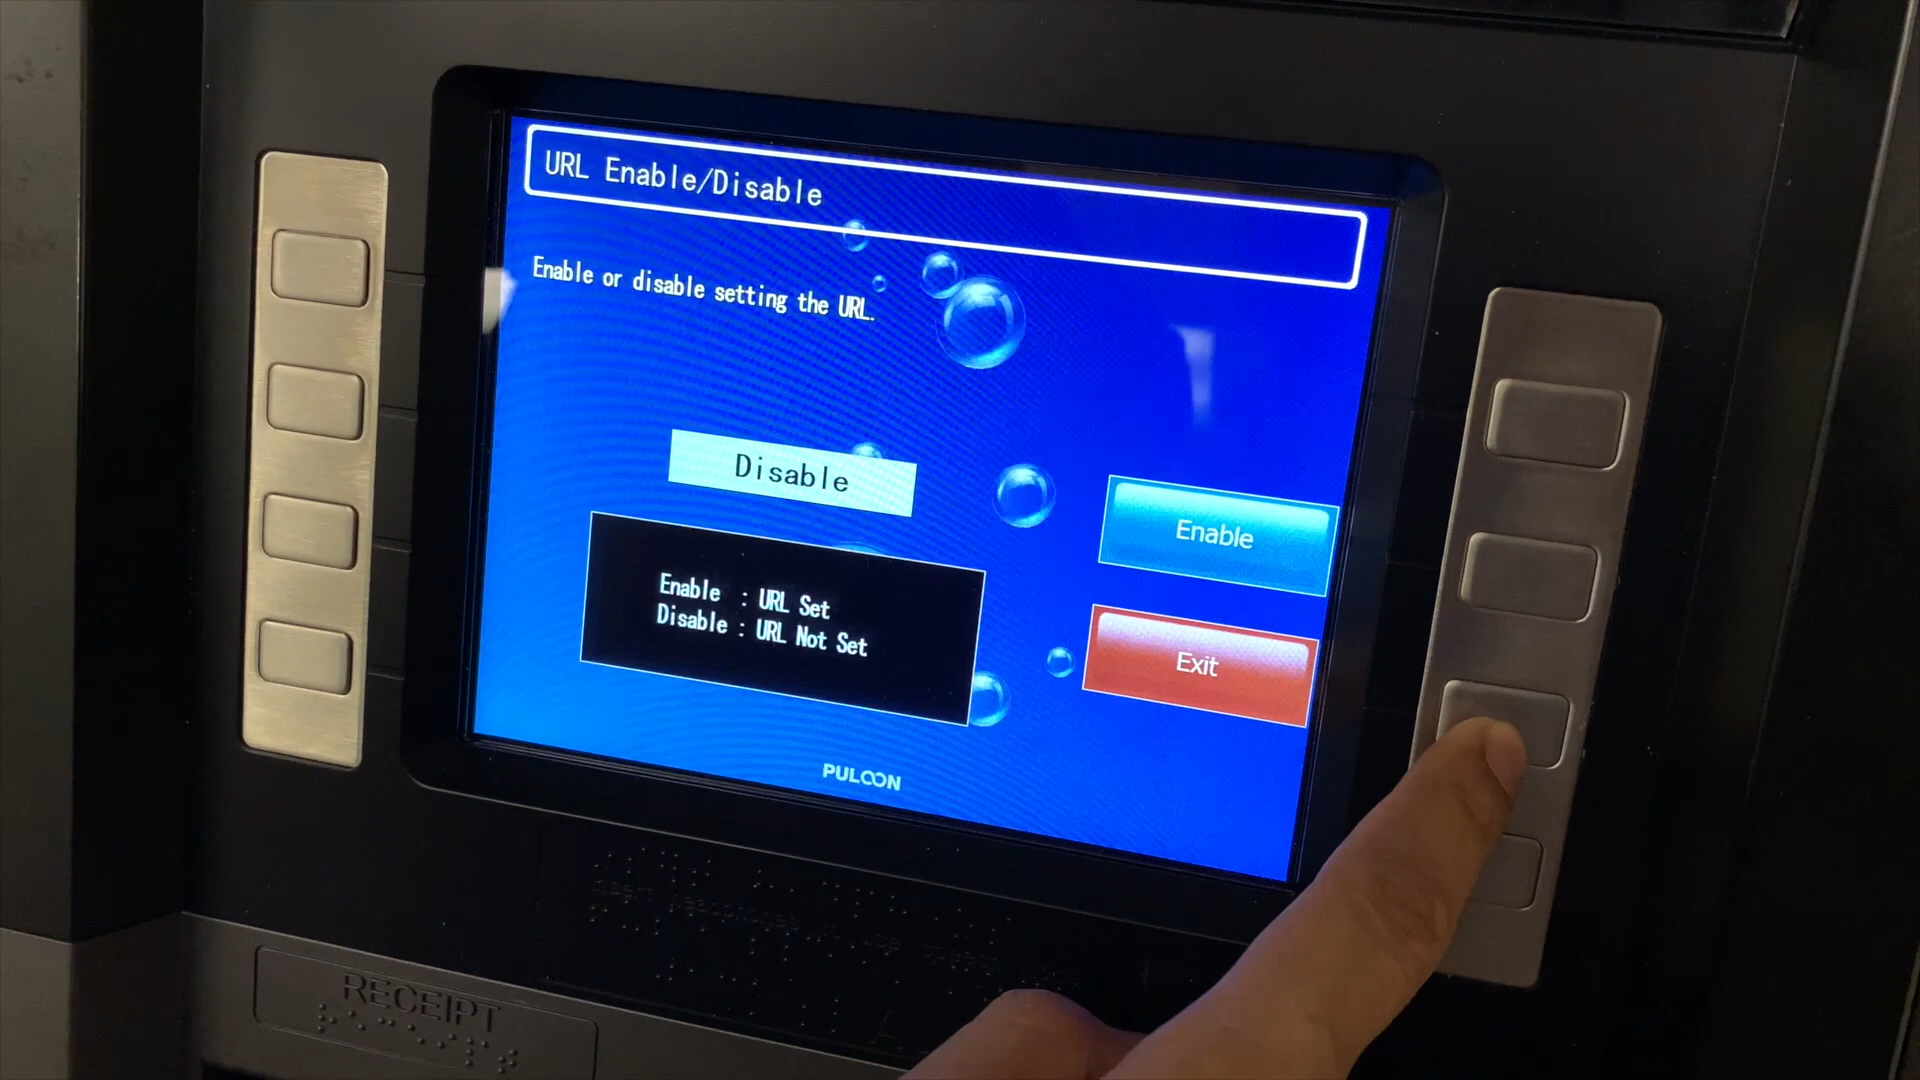 URL Enable/Disable
Enable or disable setting the URL.
Disable
Enable
Enable : URL Set
Disable : URL Not Set
Exit
PULOON
RECEIPT